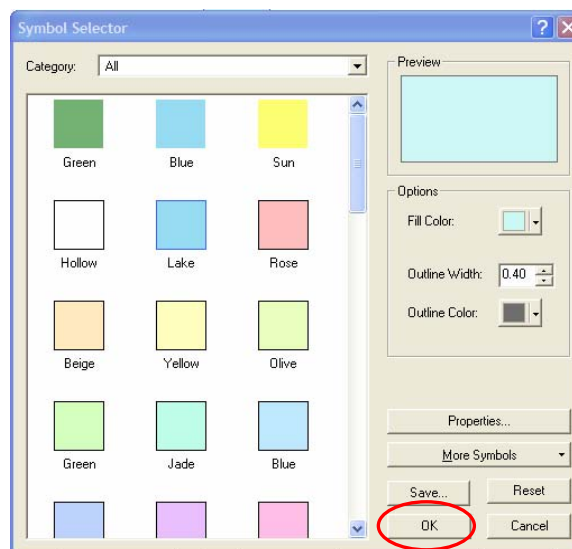 Symbol Selector
Category: All
Green Blue Sun
Hollow Lake Rose
Beige Yellow Olive
Green Jade Blue
Preview
Options
Fill Color:
Outline Width: 0.40
Outline Color:
Properties...
More Symbols
Save... Reset
OK Cancel